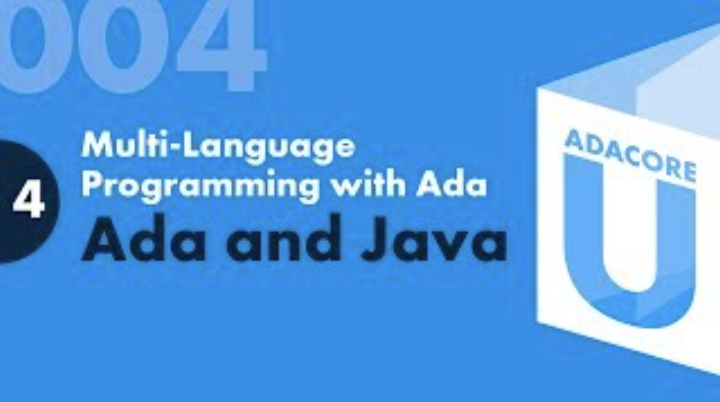 004
Multi-Language
4
Programming with Ada
Ada and Java
ADACORE
U